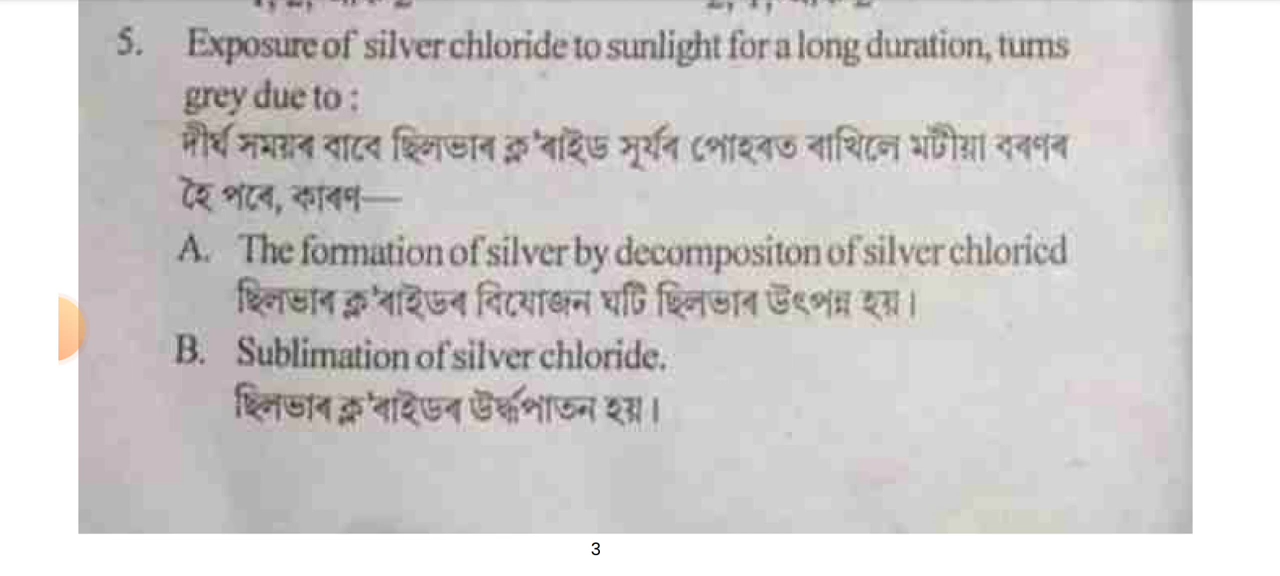 5. Exposure of silver chloride to sunlight for a long duration, turns
grey due to :
দীৰ্ঘ সময়ৰ বাবে ছিলভাৰ ক্ল'ৰাইড সূৰ্যৰ পোহৰত ৰাখিলে মটীয়া বৰণৰ
হৈ পৰে, কাৰণ—
A. The formation of silver by decompositon of silver chloricd
ছিলভাৰ ক্ল'ৰাইডৰ বিযোজন ঘটি ছিলভাৰ উৎপন্ন হয়।
B. Sublimation of silver chloride.
ছিলভাৰ ক্ল'ৰাইডৰ উৰ্দ্ধপাতন হয়।
3